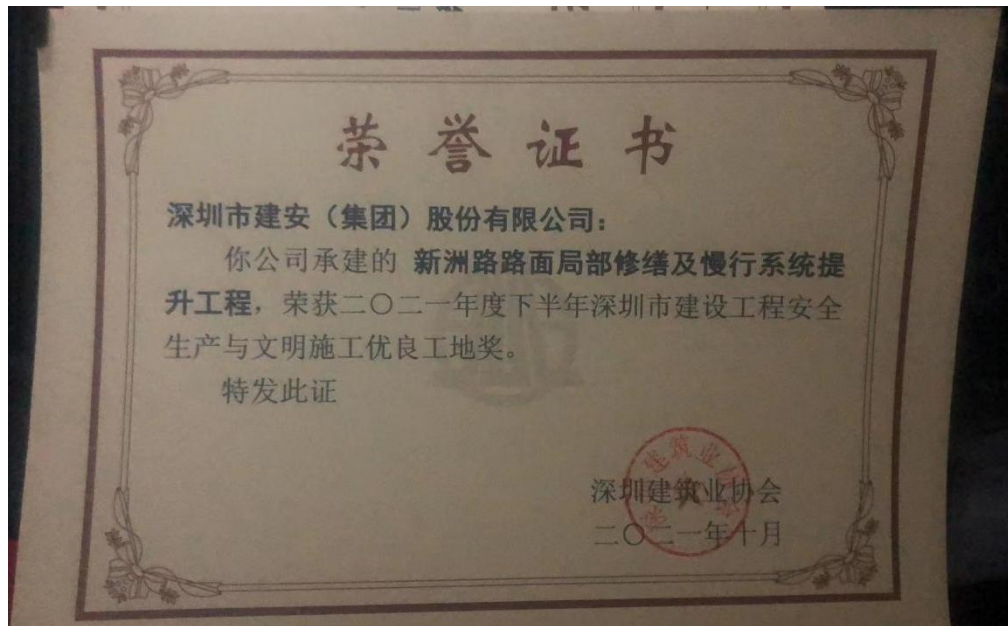 荣誉证书
深圳市建安（集团）股份有限公司：
你公司承建的 新洲路路面局部修缮及慢行系统提
升工程，荣获二〇二一年度下半年深圳市建设工程安全
生产与文明施工优良工地奖。
特发此证
深圳建筑业协会
二〇二一年十月